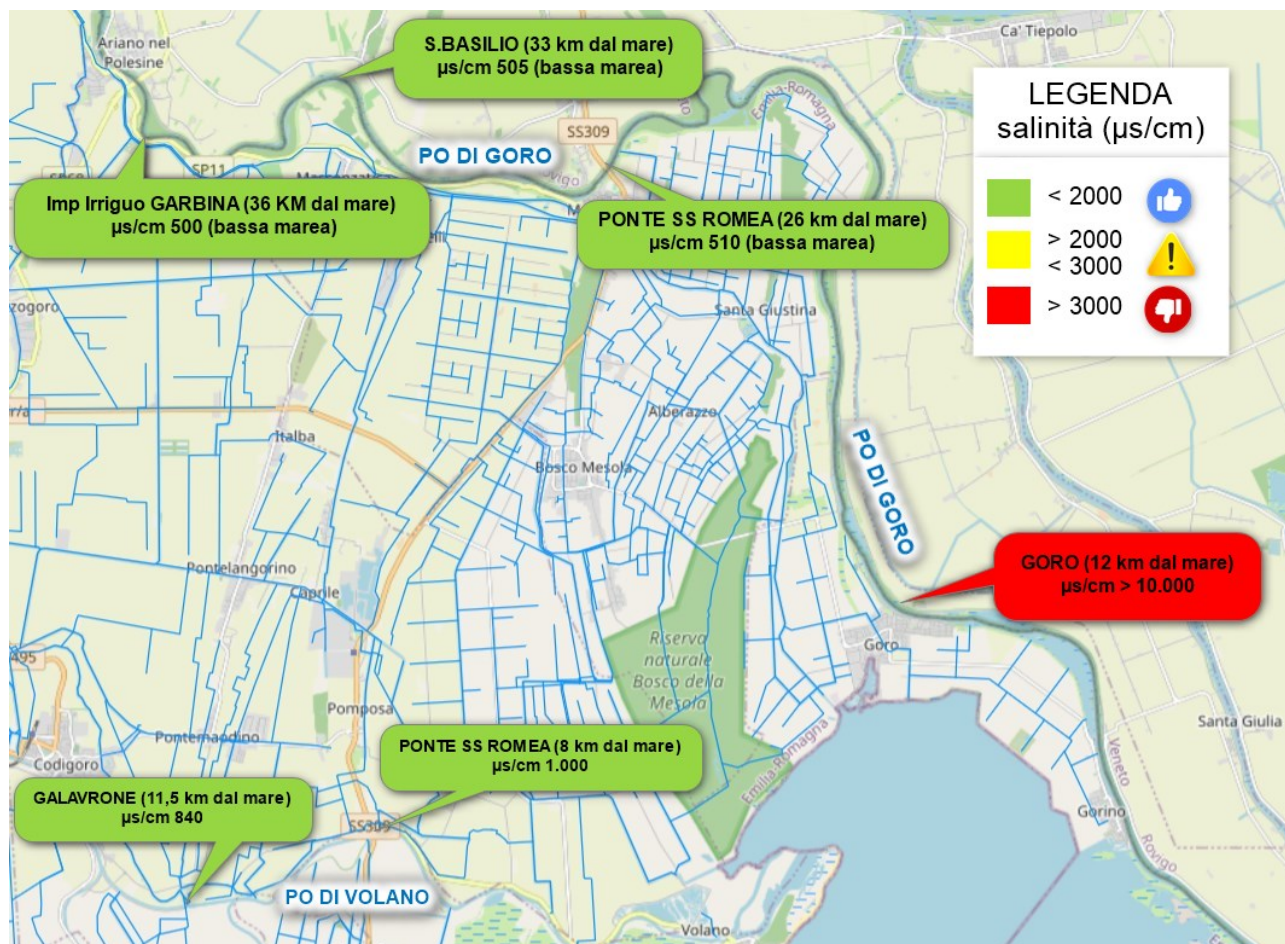 Ariano nel
Polesine
S.BASILIO (33 km dal mare)
µs/cm 505 (bassa marea)
Ca' Tiepolo
Emilia-Romagna
LEGENDA
salinità (µs/cm)
< 2000
> 2000
< 3000
> 3000
SS309
PO DI GORO
Rovigo
SP11
Imp Irriguo GARBINA (36 KM dal mare)
µs/cm 500 (bassa marea)
PONTE SS ROMEA (26 km dal mare)
µs/cm 510 (bassa marea)
zogoro
Santa Giustina
Alberazzo
Italba
Bosco Mesola
PO DI GORO
Pontelangorino
Caprile
GORO (12 km dal mare)
µs/cm > 10.000
Riserva
naturale
Bosco della
Mesola
Goro
495
Pomposa
Santa Giulia
Pontemaodino
Codigoro
PONTE SS ROMEA (8 km dal mare)
µs/cm 1.000
Emilia-Romagna
Veneto
GALAVRONE (11,5 km dal mare)
µs/cm 840
SS309
Gorino
Rovigo
PO DI VOLANO
Volano